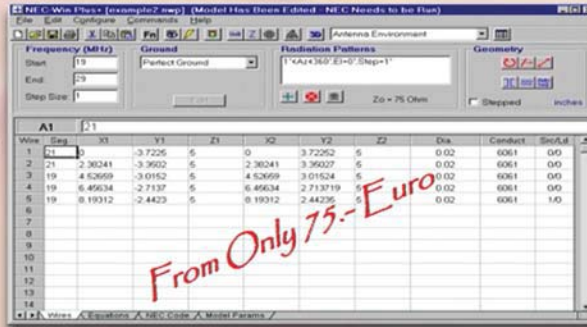 NEC-Win Plus+ [example2.nwp] (Model Has Been Edit - NEC Needs to be Run)
File Edit Configure Commands Help
Antenna Environment
Frequency (MHz) Ground Radiation Patterns Geometry
Start 19 Perfect Ground 1°<Az<360°,El=0°,Step=1°
End 29
Step Size: 1 Edit Zo = 75 Ohm Stepped inches
A1 21
Wire Seg X1 Y1 Z1 X2 Y2 Z2 Dia. Conduct Src/Ld
1 21 0 -3.7225 5 0 3.72252 5 0.02 6061 0/0
2 21 2.38241 -3.3502 5 2.38241 3.35027 5 0.02 6061 0/0
3 19 4.52659 -3.0152 5 4.52659 3.01524 5 0.02 6061 0/0
4 19 6.45634 -2.7137 5 6.45634 2.713719 5 0.02 6061 0/0
5 19 8.19312 -2.4423 5 8.19312 2.44235 5 0.02 6061 1/0
6
7
8
9
10
11
12
13
14
From Only 75.- Euro
Wires Equations NEC Code Model Params